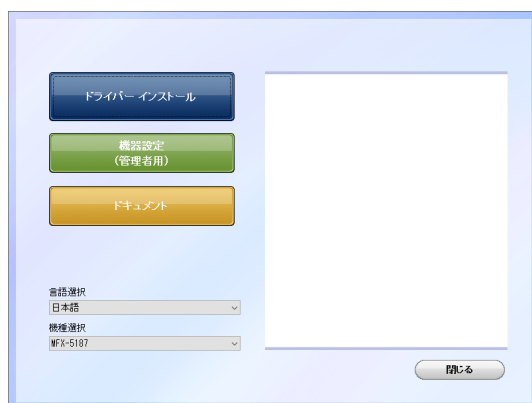 ドライバー インストール
機器設定
(管理者用)
ドキュメント
言語選択
日本語
機種選択
MFX-5187
閉じる